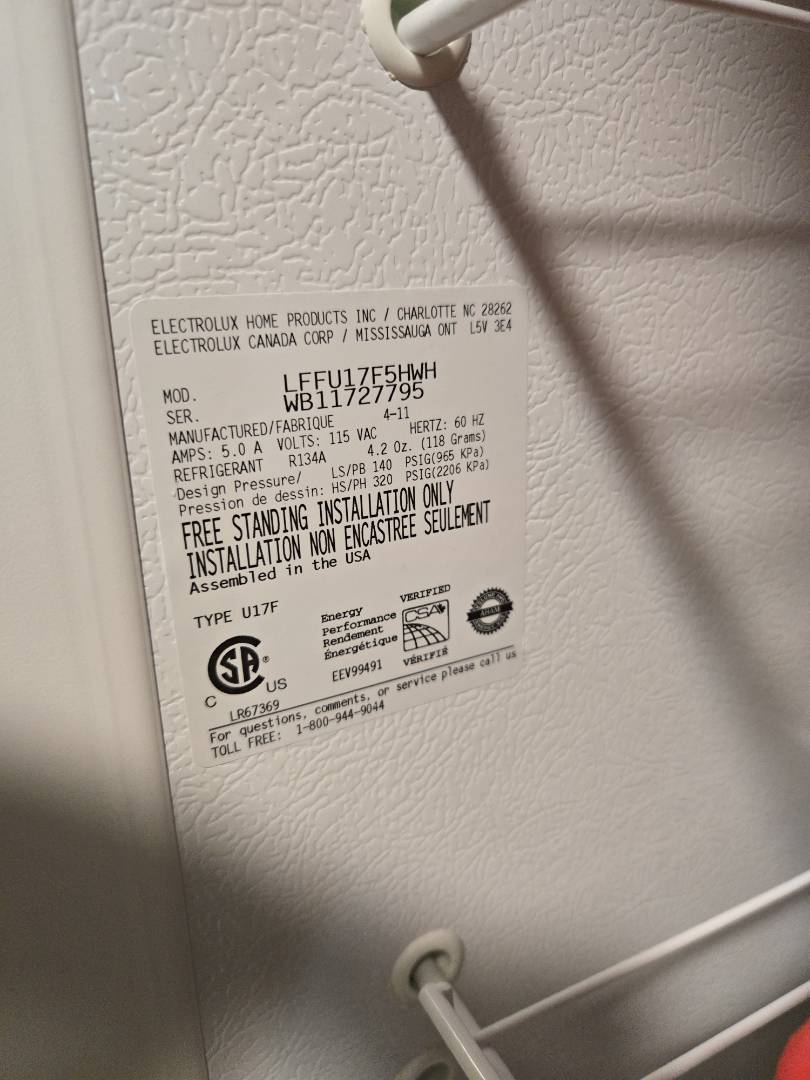 ELECTROLUX HOME PRODUCTS INC / CHARLOTTE NC 28262
ELECTROLUX CANADA CORP / MISSISSAUGA ONT L5V 3E4
MOD. LFFU17F5HWH
SER. WB11727795
MANUFACTURED/FABRIQUE 4-11
AMPS: 5.0 A VOLTS: 115 VAC HERTZ: 60 HZ
REFRIGERANT R134A 4.2 Oz. (118 Grams)
Design Pressure/ LS/PB 140 PSIG(965 KPa)
Pression de dessin: HS/PH 320 PSIG(2206 KPa)
FREE STANDING INSTALLATION ONLY
INSTALLATION NON ENCASTREE SEULEMENT
Assembled in the USA
TYPE U17F
SA®
C US
LR67369
Energy
Performance
Rendement
Énergétique
EEV99491
VERIFIED
CSA
VÉRIFIÉ
AHAM
For questions, comments, or service please call us
TOLL FREE: 1-800-944-9044